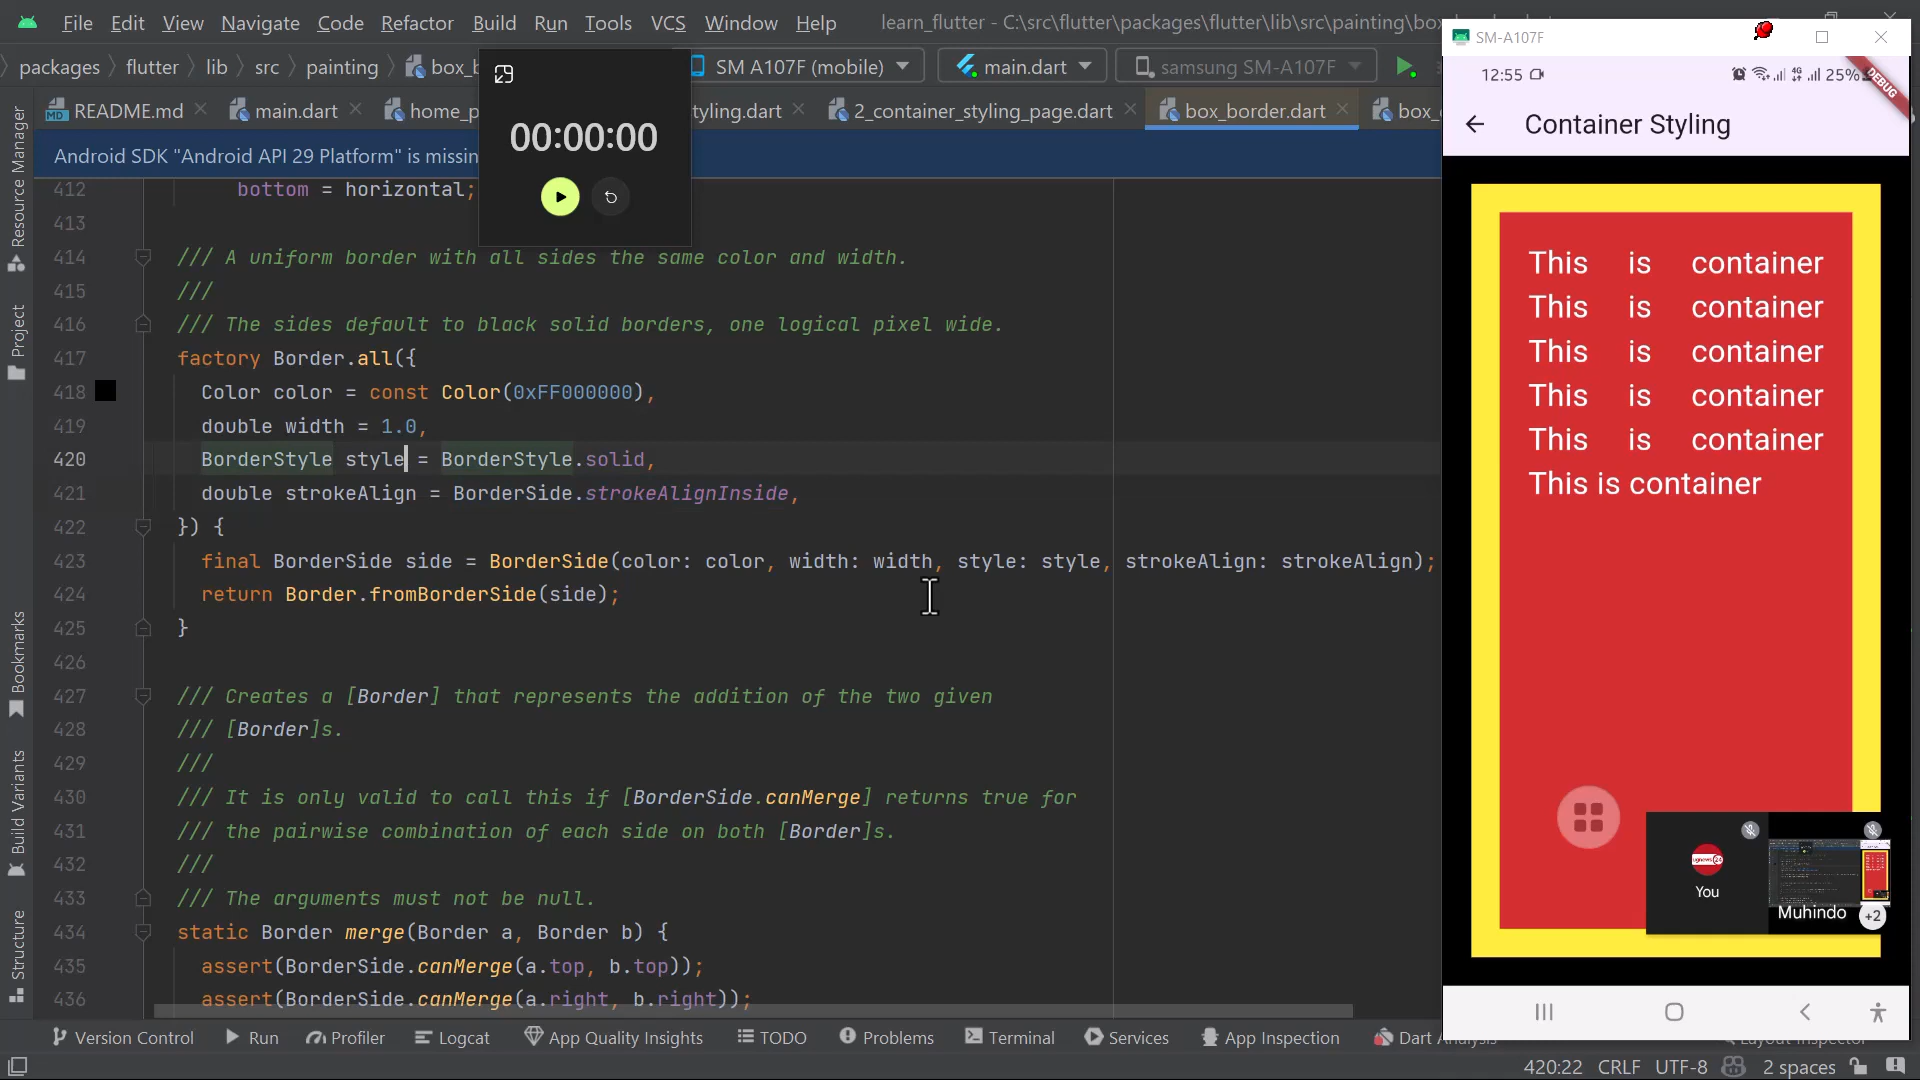 File Edit View Navigate Code Refactor Build Run Tools VCS Window Help learn_flutter - C:\src\flutter\packages\flutter\lib\src\painting\box_
packages flutter lib src painting box_b
SM A107F (mobile) main.dart samsung SM-A107F
README.md main.dart home_p tyling.dart 2_container_styling_page.dart box_border.dart box_
Android SDK "Android API 29 Platform" is missin
00:00:00
412 bottom = horizontal;
413
414 /// A uniform border with all sides the same color and width.
415 ///
416 /// The sides default to black solid borders, one logical pixel wide.
417 factory Border.all({
418 Color color = const Color(0xFF000000),
419 double width = 1.0,
420 BorderStyle style = BorderStyle.solid,
421 double strokeAlign = BorderSide.strokeAlignInside,
422 }) {
423 final BorderSide side = BorderSide(color: color, width: width, style: style, strokeAlign: strokeAlign);
424 return Border.fromBorderSide(side);
425 }
426
427 /// Creates a [Border] that represents the addition of the two given
428 /// [Border]s.
429 ///
430 /// It is only valid to call this if [BorderSide.canMerge] returns true for
431 /// the pairwise combination of each side on both [Border]s.
432 ///
433 /// The arguments must not be null.
434 static Border merge(Border a, Border b) {
435 assert(BorderSide.canMerge(a.top, b.top));
436 assert(BorderSide.canMerge(a.right, b.right));
Resource Manager
Project
Bookmarks
Build Variants
Structure
SM-A107F
12:55 4G 25%
DEBUG
Container Styling
This is container
This is container
This is container
This is container
This is container
This is container
ugnews24
You
Muhindo
+2
Version Control Run Profiler Logcat App Quality Insights TODO Problems Terminal Services App Inspection Dart Analysis Layout Inspector
420:22 CRLF UTF-8 2 spaces